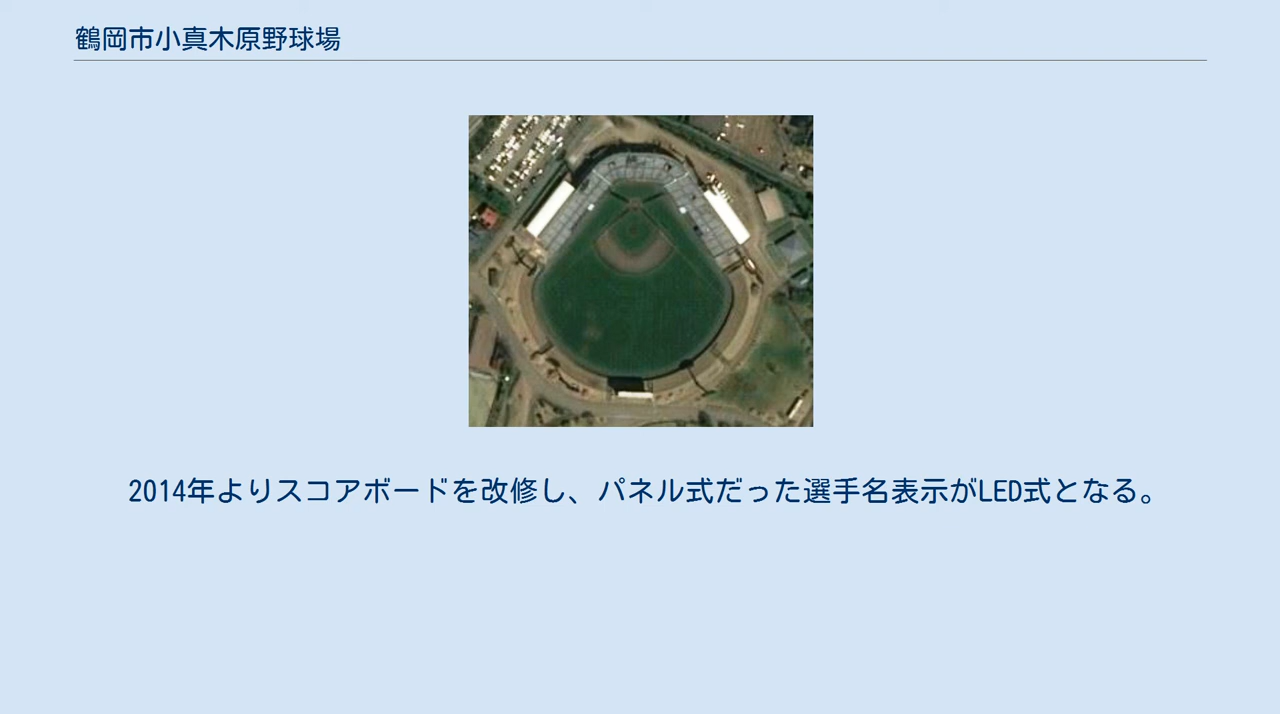 鶴岡市小真木原野球場
2014年よりスコアボードを改修し、パネル式だった選手名表示がLED式となる。